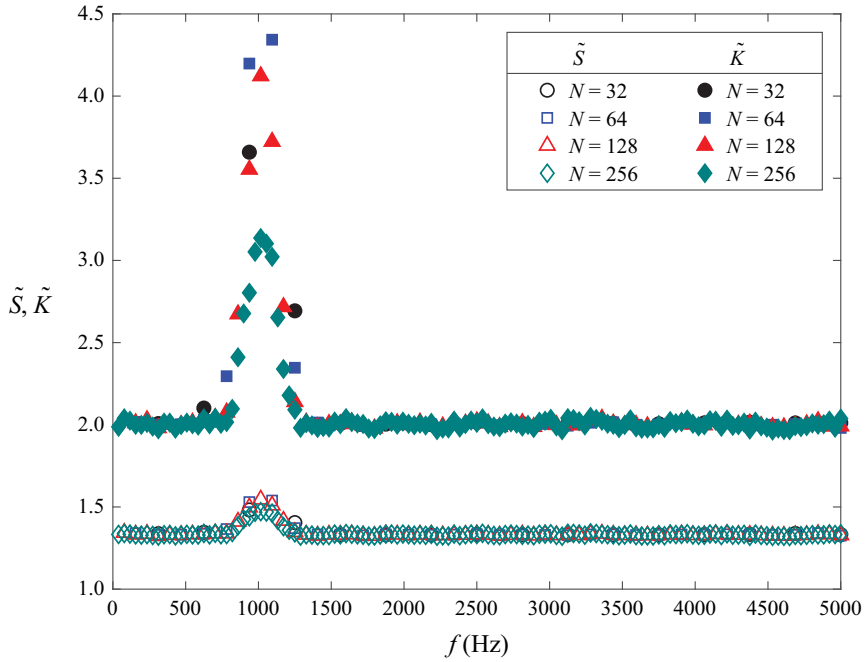 4.5
4.0
3.5
3.0
2.5
2.0
1.5
1.0
S̃, K̃
0 500 1000 1500 2000 2500 3000 3500 4000 4500 5000
f (Hz)
S̃ K̃
N = 32 N = 32
N = 64 N = 64
N = 128 N = 128
N = 256 N = 256